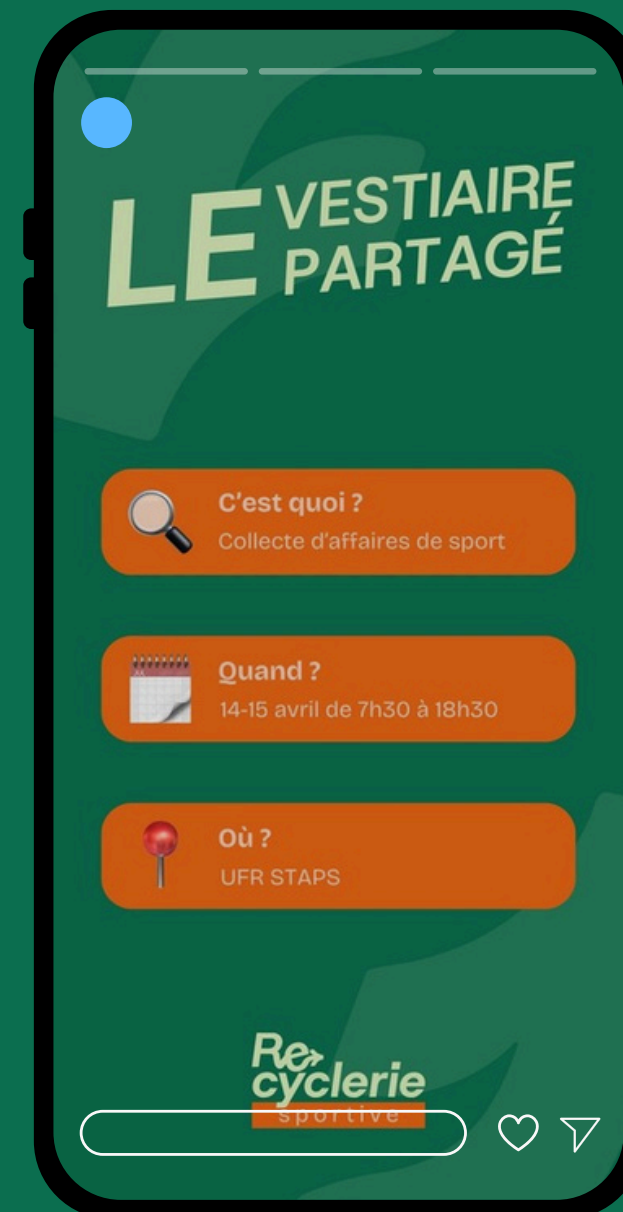 LE VESTIAIRE
PARTAGÉ
C'est quoi ?
Collecte d'affaires de sport
Quand ?
14-15 avril de 7h30 à 18h30
Où ?
UFR STAPS
Re
cyclerie
sportive